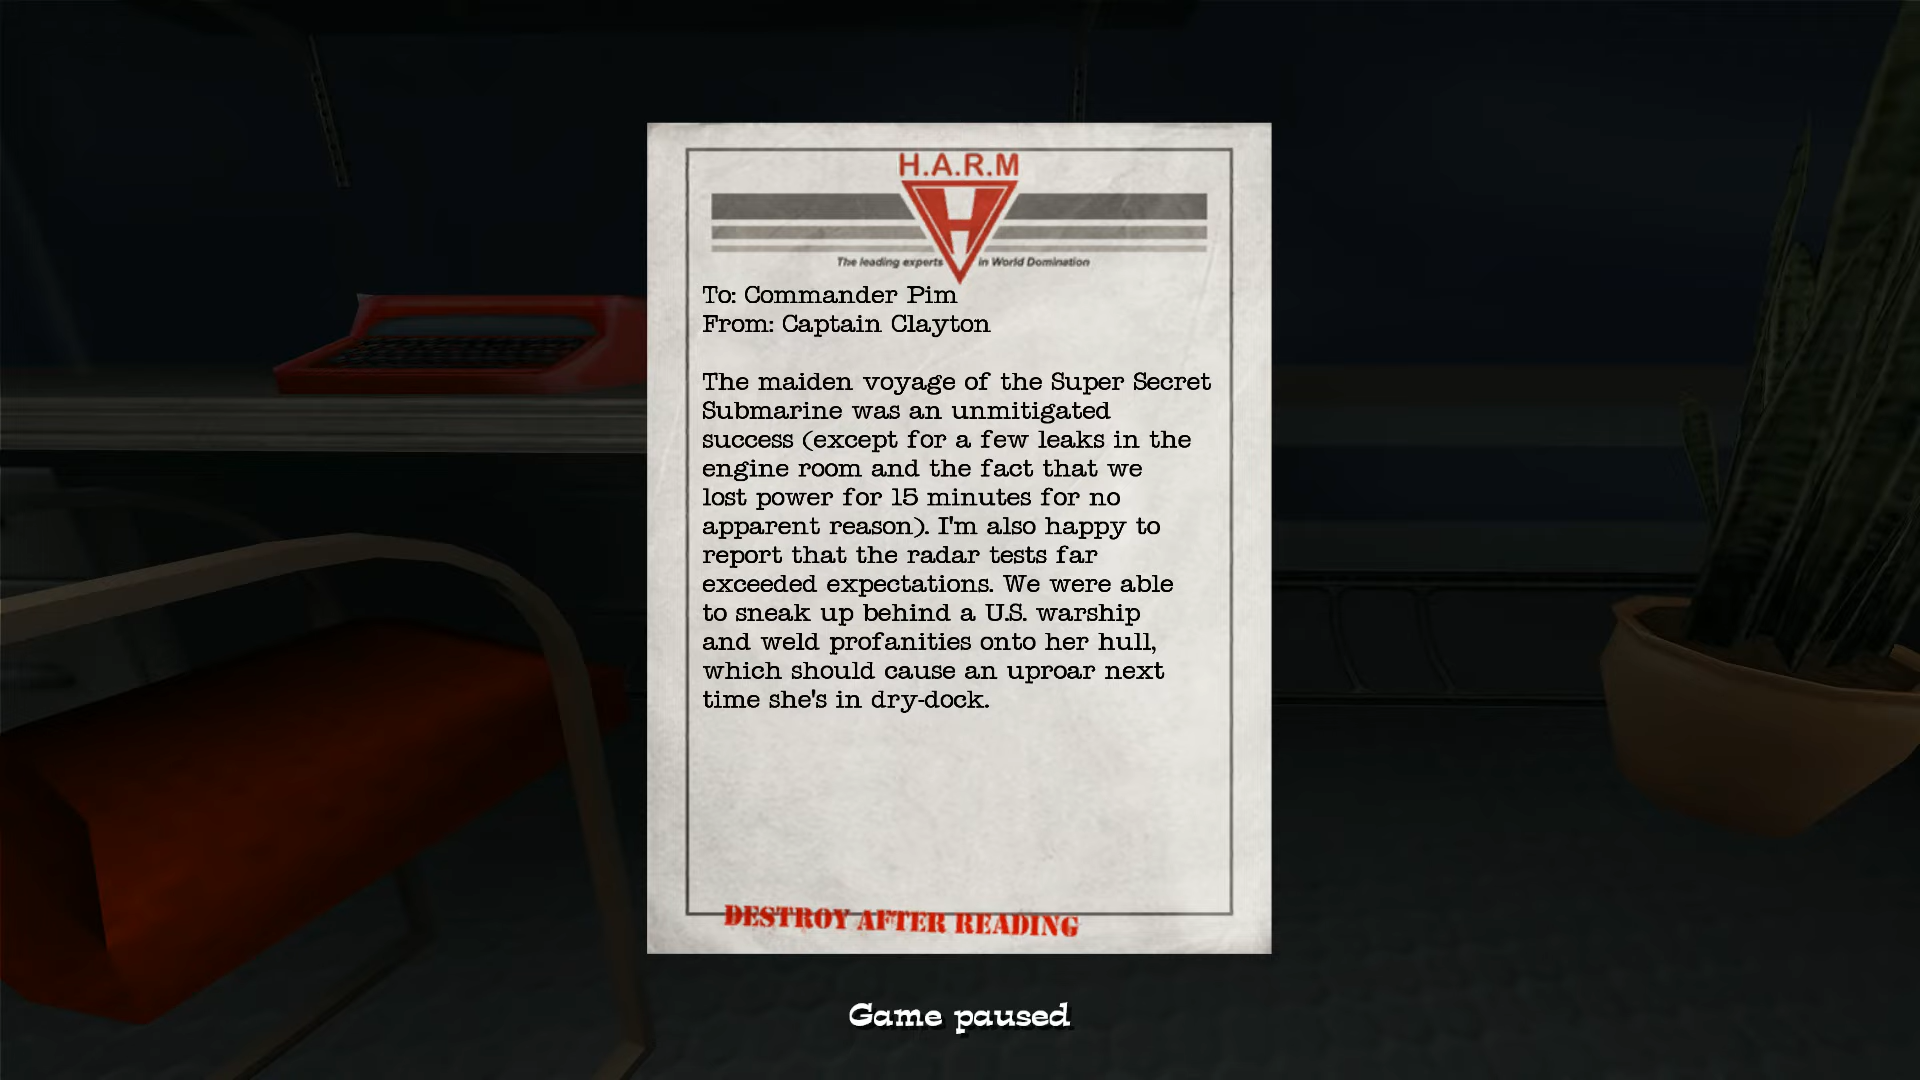 H.A.R.M
H
The leading experts in World Domination
To: Commander Pim
From: Captain Clayton
The maiden voyage of the Super Secret
Submarine was an unmitigated
success (except for a few leaks in the
engine room and the fact that we
lost power for 15 minutes for no
apparent reason). I'm also happy to
report that the radar tests far
exceeded expectations. We were able
to sneak up behind a U.S. warship
and weld profanities onto her hull,
which should cause an uproar next
time she's in dry-dock.
DESTROY AFTER READING
Game paused